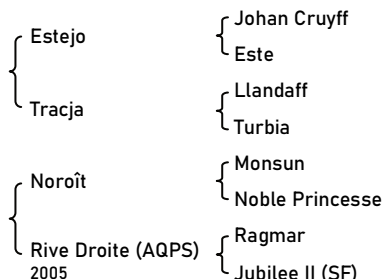 Estejo
Johan Cruyff
Este
Tracja
Llandaff
Turbia
Noroît
Monsun
Noble Princesse
Rive Droite (AQPS)
2005
Ragmar
Jubilee II (SF)